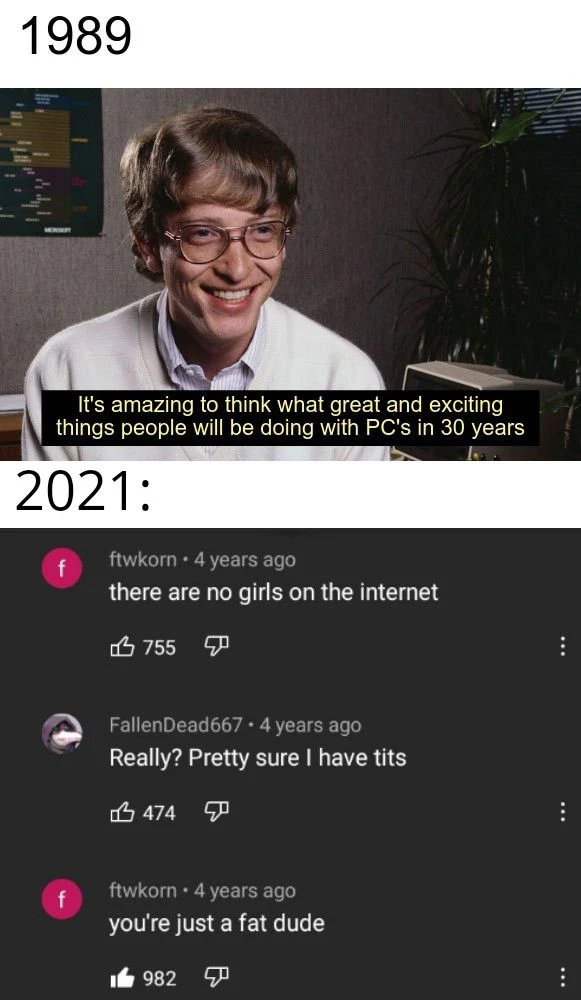 1989
MICROSOFT
It's amazing to think what great and exciting
things people will be doing with PC's in 30 years
2021:
f
ftwkorn • 4 years ago
there are no girls on the internet
755
FallenDead667 • 4 years ago
Really? Pretty sure I have tits
474
f
ftwkorn • 4 years ago
you're just a fat dude
982